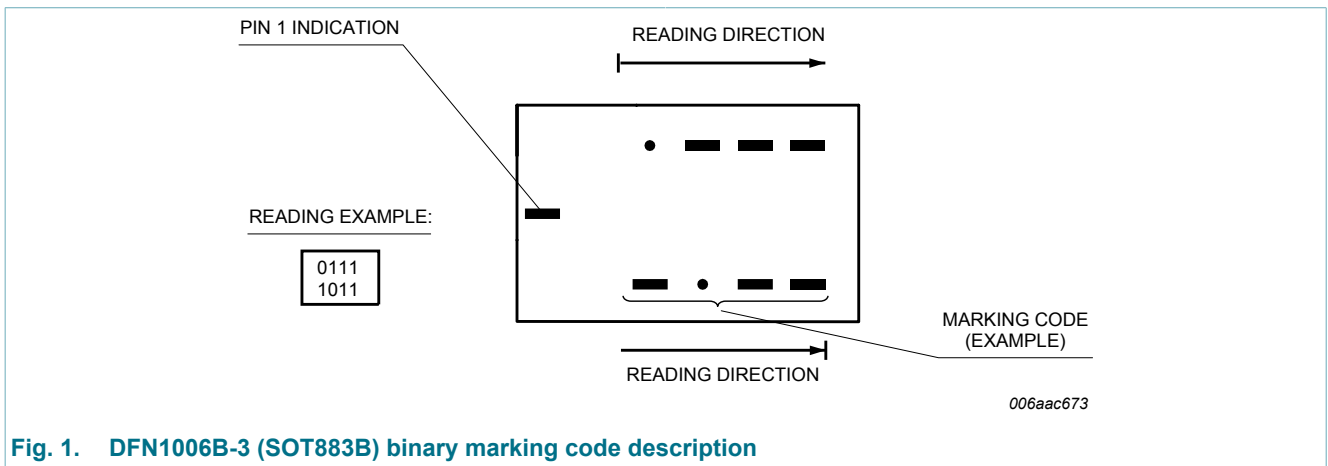 PIN 1 INDICATION
READING DIRECTION
READING EXAMPLE:
0111
1011
MARKING CODE
(EXAMPLE)
READING DIRECTION
006aac673
Fig. 1. DFN1006B-3 (SOT883B) binary marking code description